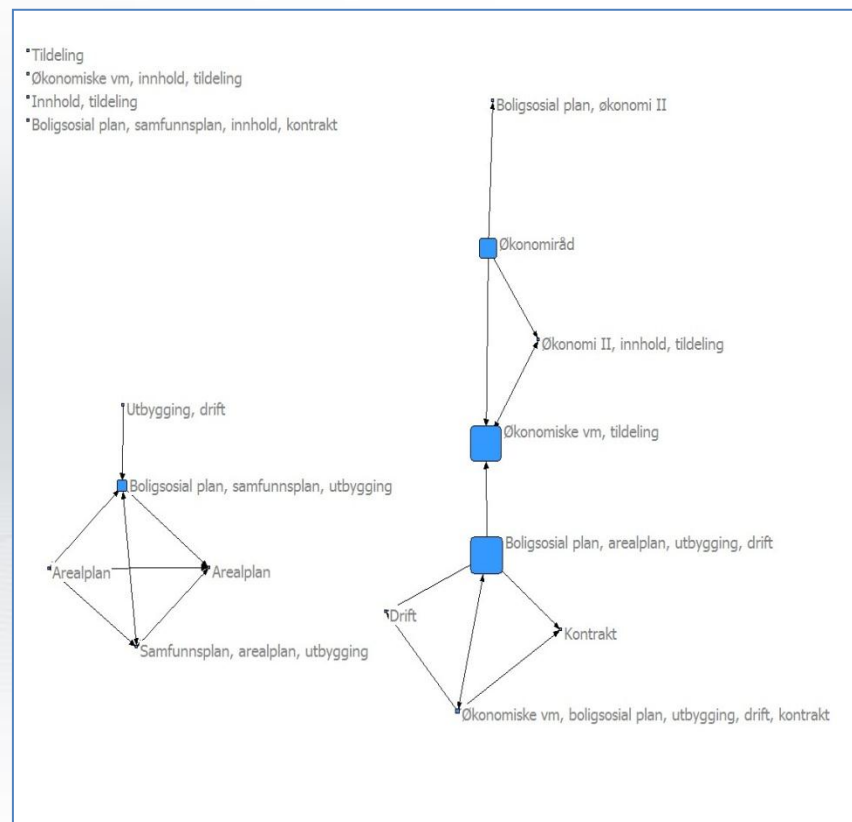 Tildeling
Økonomiske vm, innhold, tildeling
Innhold, tildeling
Boligsosial plan, samfunnsplan, innhold, kontrakt
Boligsosial plan, økonomi II
Økonomiråd
Økonomi II, innhold, tildeling
Utbygging, drift
Økonomiske vm, tildeling
Boligsosial plan, samfunnsplan, utbygging
Boligsosial plan, arealplan, utbygging, drift
Arealplan
Arealplan
Drift
Kontrakt
Samfunnsplan, arealplan, utbygging
Økonomiske vm, boligsosial plan, utbygging, drift, kontrakt